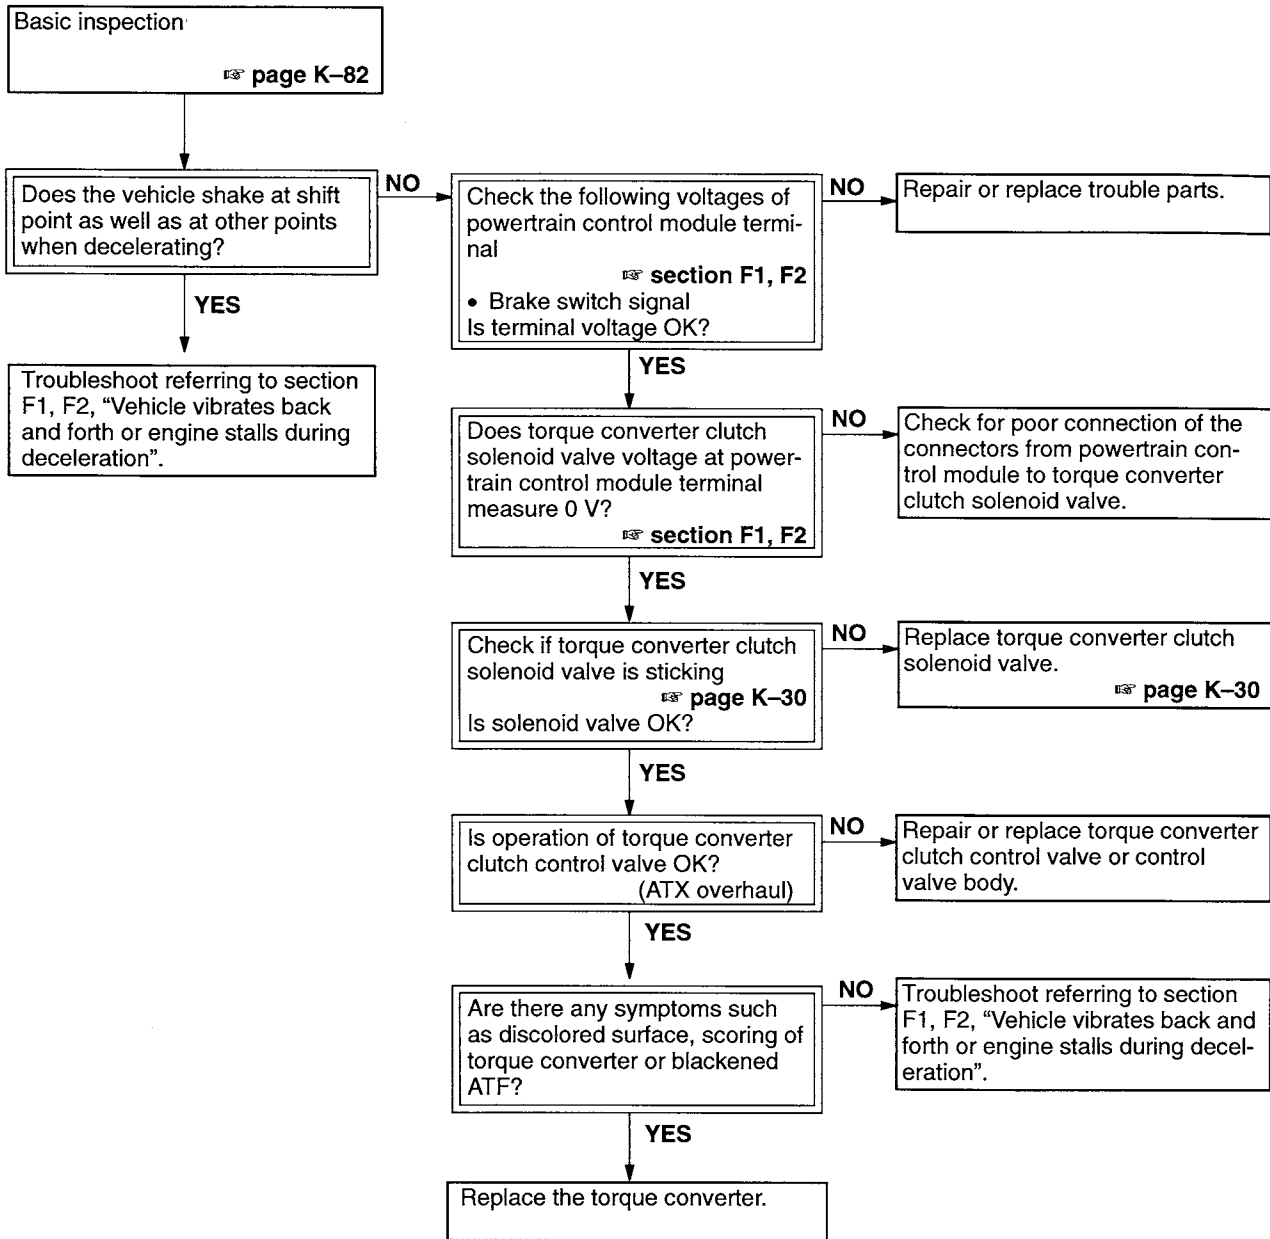 Basic inspection
☞ page K–82
Does the vehicle shake at shift
point as well as at other points
when decelerating?
NO
YES
Troubleshoot referring to section
F1, F2, “Vehicle vibrates back
and forth or engine stalls during
deceleration”.
Check the following voltages of
powertrain control module termi-
nal
☞ section F1, F2
• Brake switch signal
Is terminal voltage OK?
NO
Repair or replace trouble parts.
YES
Does torque converter clutch
solenoid valve voltage at power-
train control module terminal
measure 0 V?
☞ section F1, F2
NO
Check for poor connection of the
connectors from powertrain con-
trol module to torque converter
clutch solenoid valve.
YES
Check if torque converter clutch
solenoid valve is sticking
☞ page K–30
Is solenoid valve OK?
NO
Replace torque converter clutch
solenoid valve.
☞ page K–30
YES
Is operation of torque converter
clutch control valve OK?
(ATX overhaul)
NO
Repair or replace torque converter
clutch control valve or control
valve body.
YES
Are there any symptoms such
as discolored surface, scoring of
torque converter or blackened
ATF?
NO
Troubleshoot referring to section
F1, F2, “Vehicle vibrates back and
forth or engine stalls during decel-
eration”.
YES
Replace the torque converter.